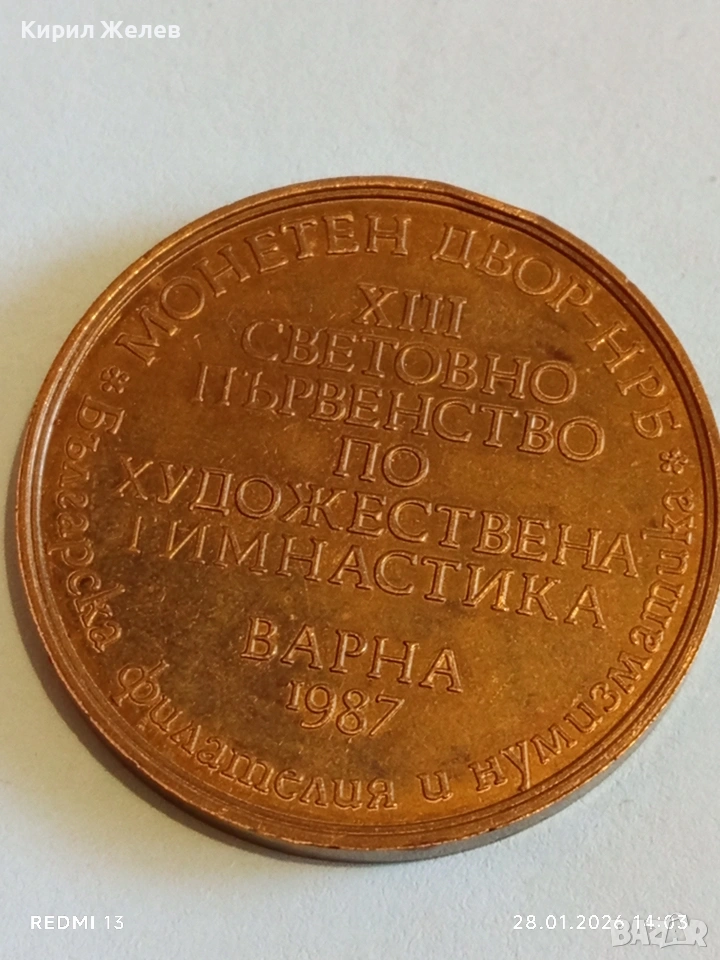 Кирил Желев
МОНЕТЕН ДВОР-НРБ
XIII
СВЕТОВНО
ПЪРВЕНСТВО
ПО
ХУДОЖЕСТВЕНА
ГИМНАСТИКА
ВАРНА
1987
* Българска филателия и нумизматика *
REDMI 13
28.01.2026 14:03
BAZAR